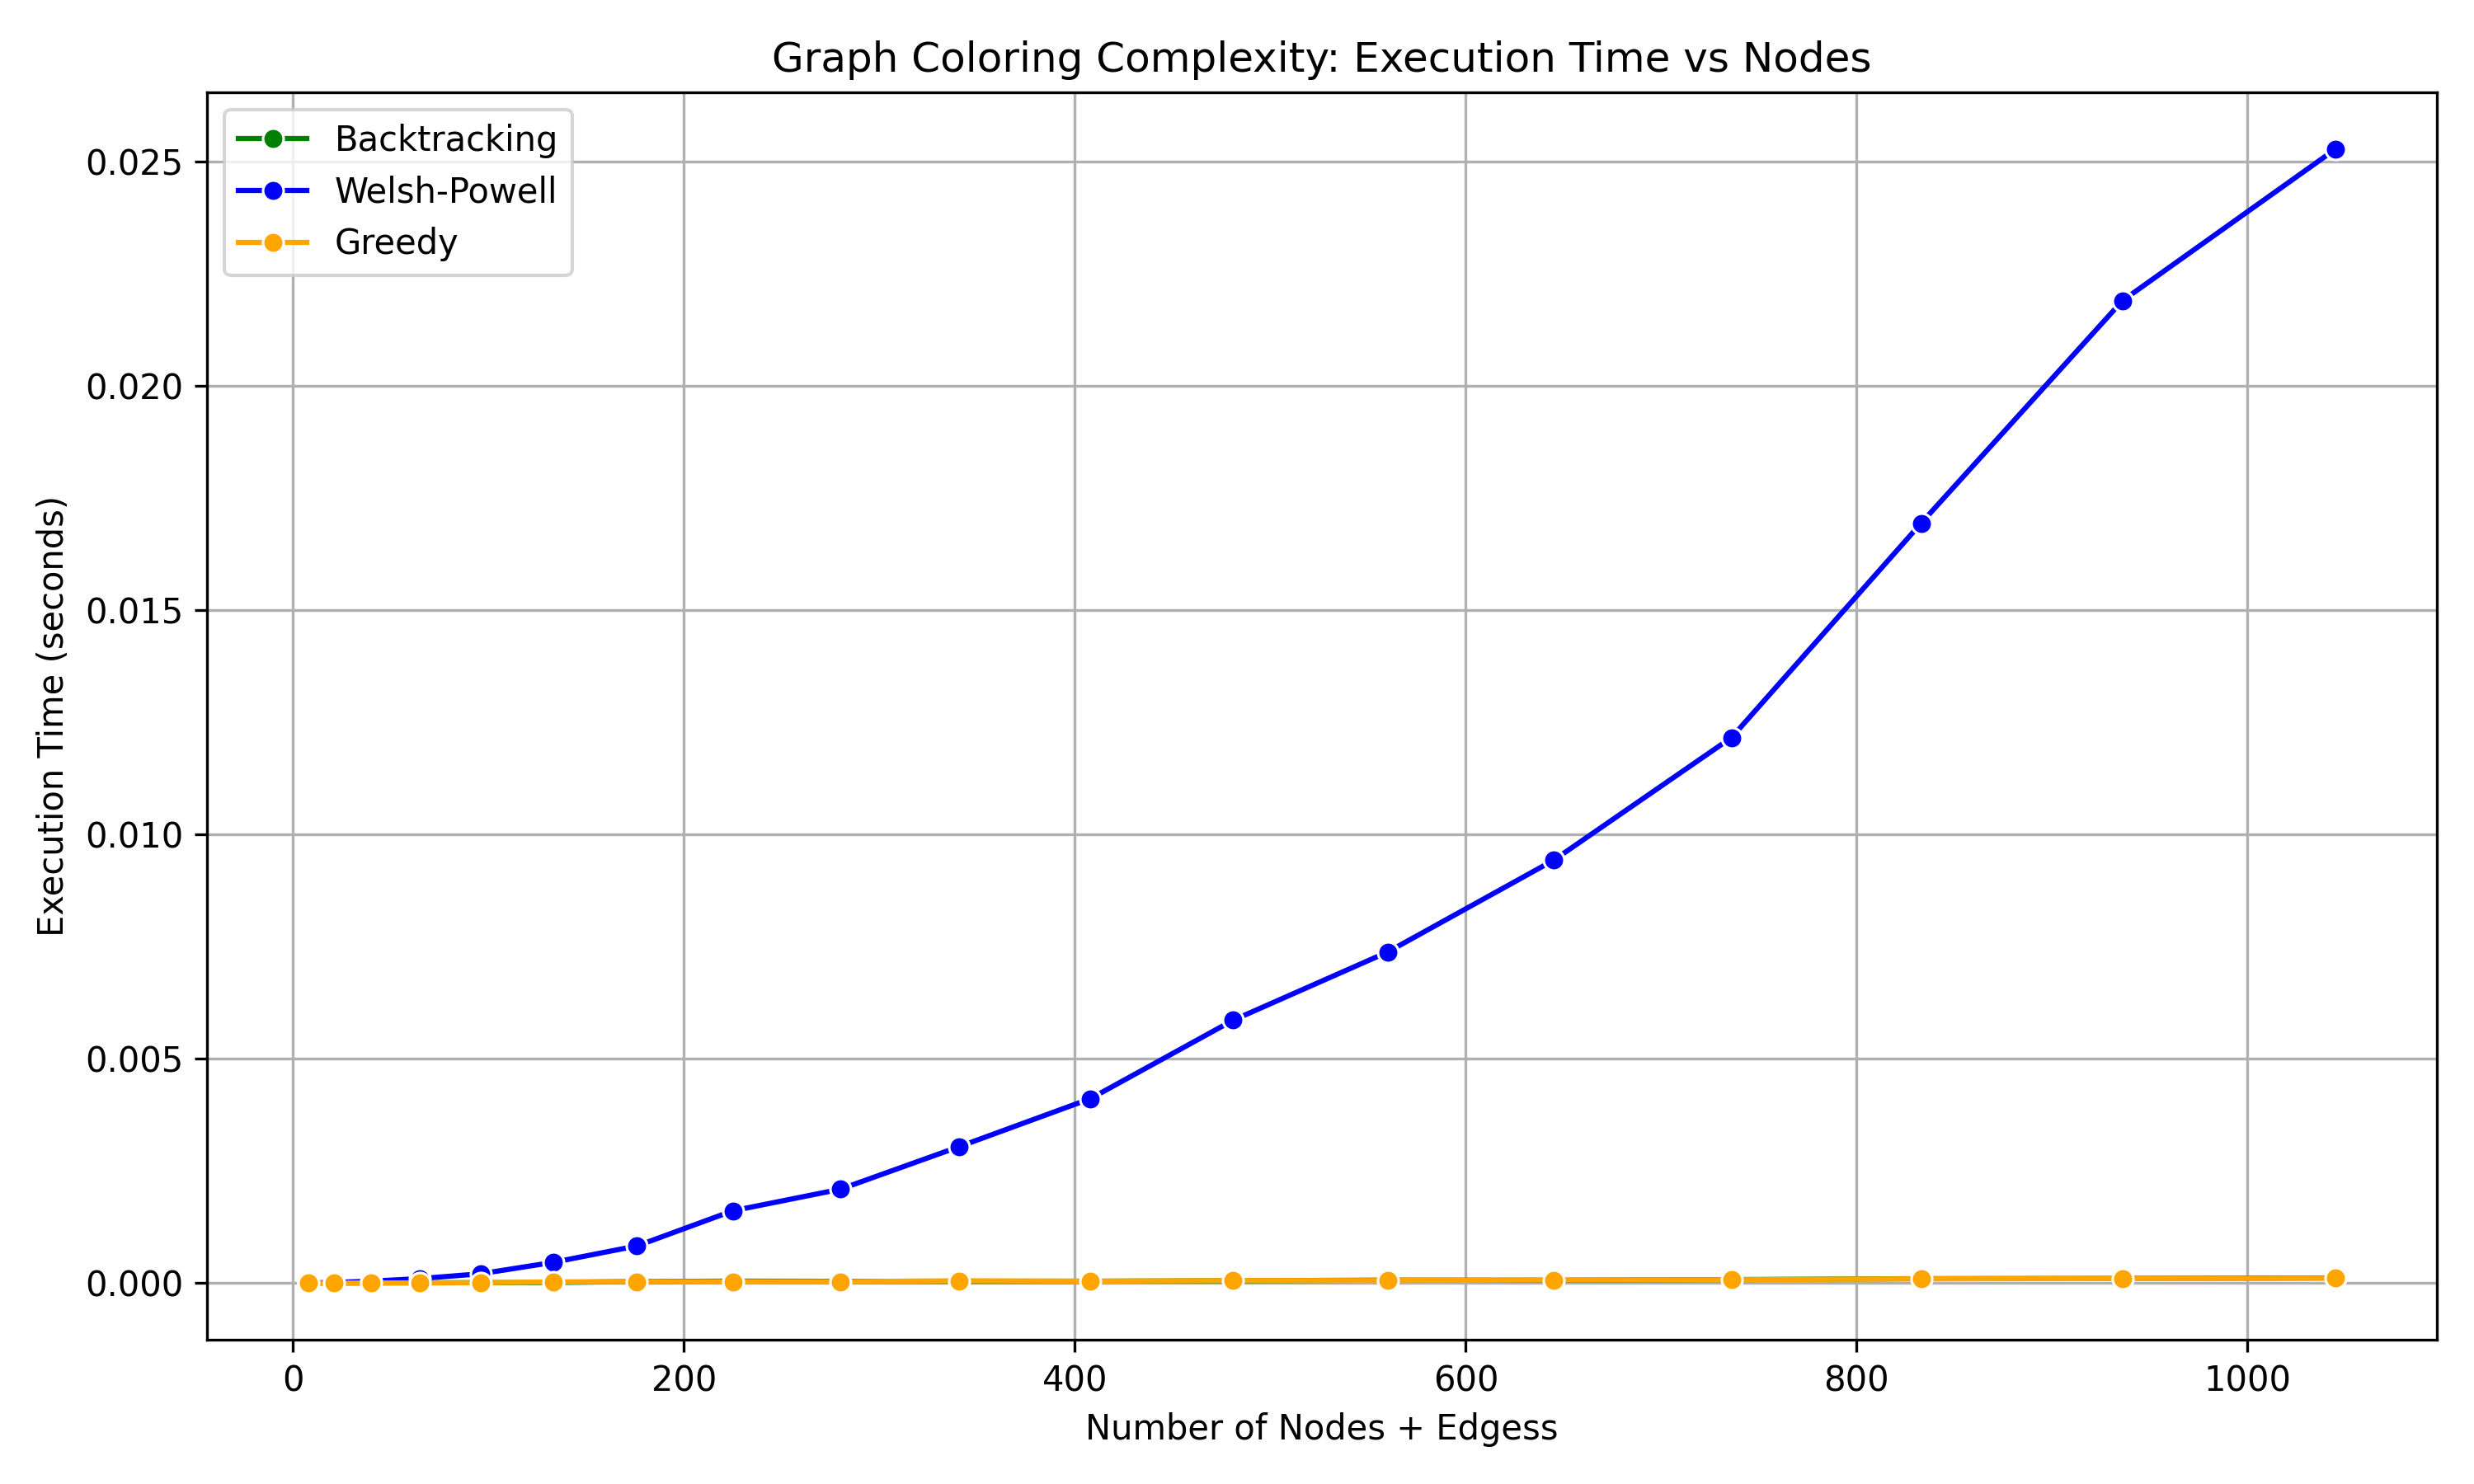 Graph Coloring Complexity: Execution Time vs Nodes
Backtracking
Welsh-Powell
Greedy
Execution Time (seconds)
0.025
0.020
0.015
0.010
0.005
0.000
0 200 400 600 800 1000
Number of Nodes + Edgess